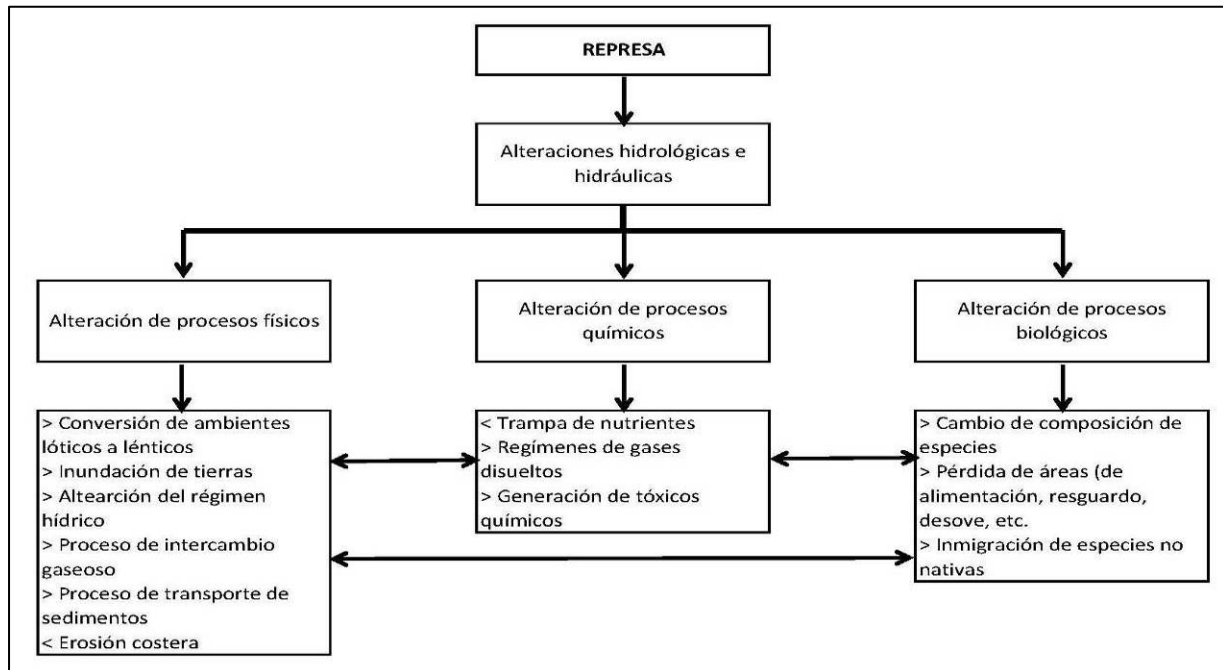 REPRESA
Alteraciones hidrológicas e
hidráulicas
Alteración de procesos físicos
Alteración de procesos
químicos
Alteración de procesos
biológicos
> Conversión de ambientes
lóticos a lénticos
> Inundación de tierras
> Altearción del régimen
hídrico
> Proceso de intercambio
gaseoso
> Proceso de transporte de
sedimentos
< Erosión costera
< Trampa de nutrientes
> Regímenes de gases
disueltos
> Generación de tóxicos
químicos
> Cambio de composición de
especies
> Pérdida de áreas (de
alimentación, resguardo,
desove, etc.
> Inmigración de especies no
nativas